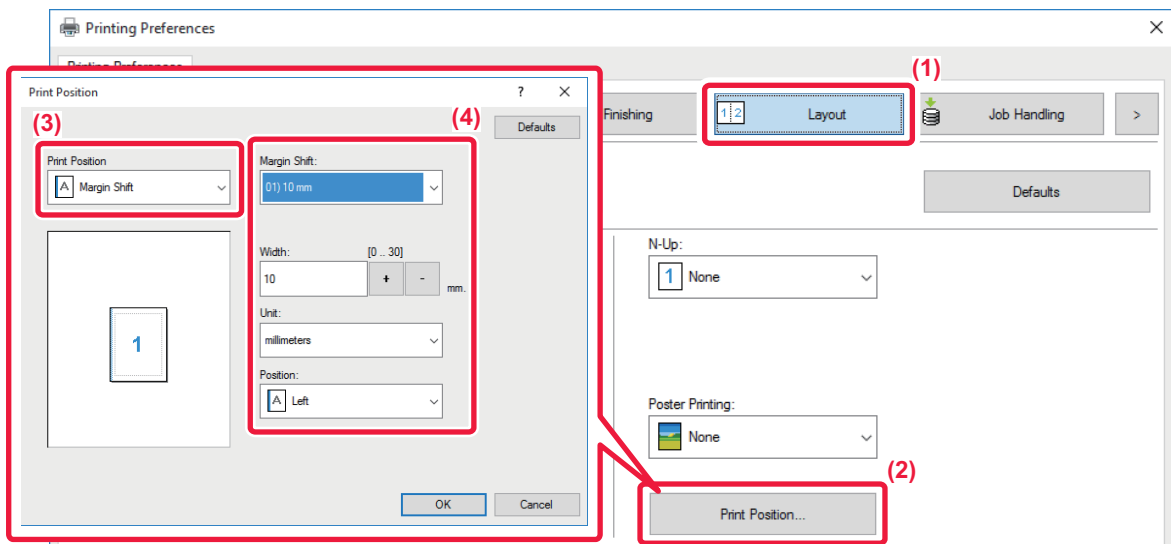 Printing Preferences
Printing Preferences
(1)
Finishing
1 2 Layout
Job Handling
>
Defaults
N-Up:
1 None
Poster Printing:
None
(2)
Print Position...
Print Position
? 
Defaults
(3)
Print Position
A Margin Shift
1
(4)
Margin Shift:
01) 10 mm
Width: [0 .. 30]
10 + - mm.
Unit:
millimeters
Position:
A Left
OK Cancel